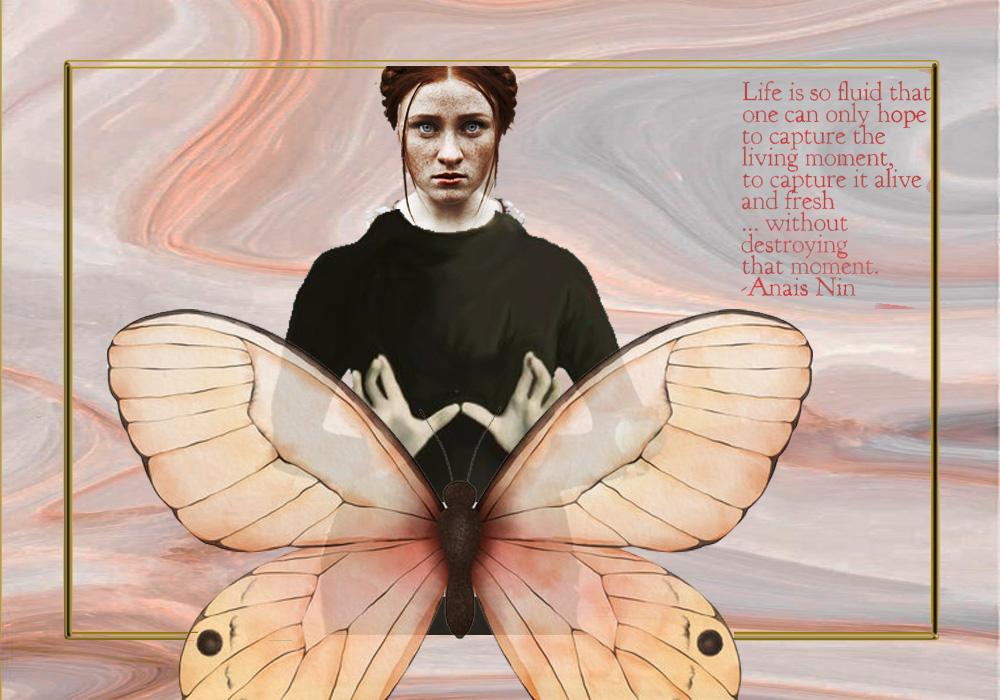 Life is so fluid that
one can only hope
to capture the
living moment,
to capture it alive
and fresh
... without
destroying
that moment.
-Anais Nin